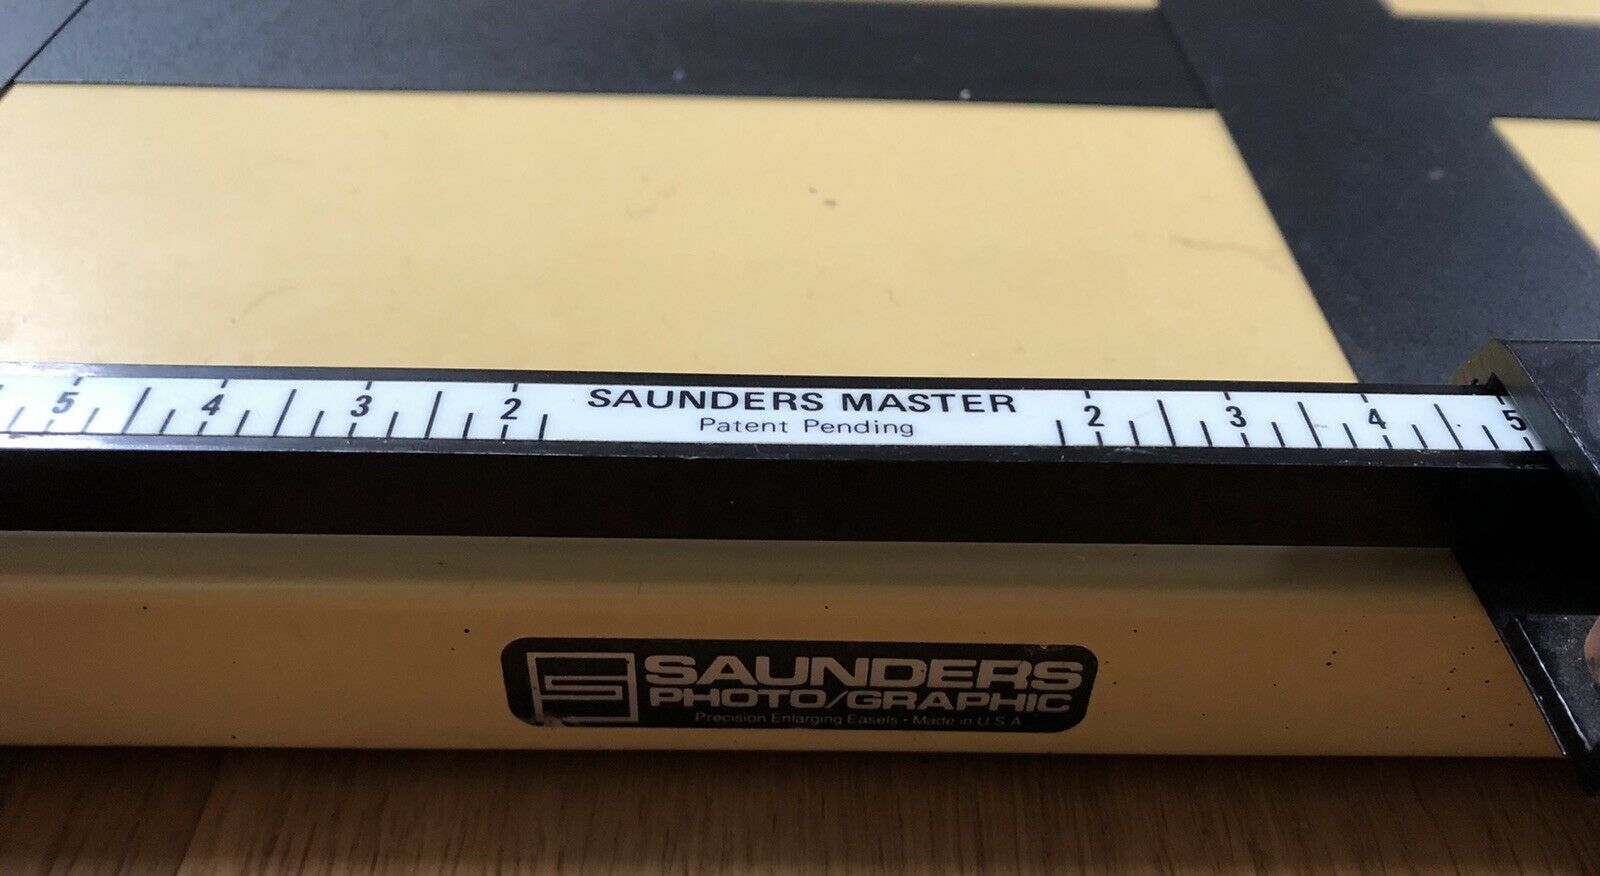 5 4 3 2 SAUNDERS MASTER 2 3 4 5
Patent Pending
SAUNDERS
PHOTO/GRAPHIC
Precision Enlarging Easels • Made in U.S.A